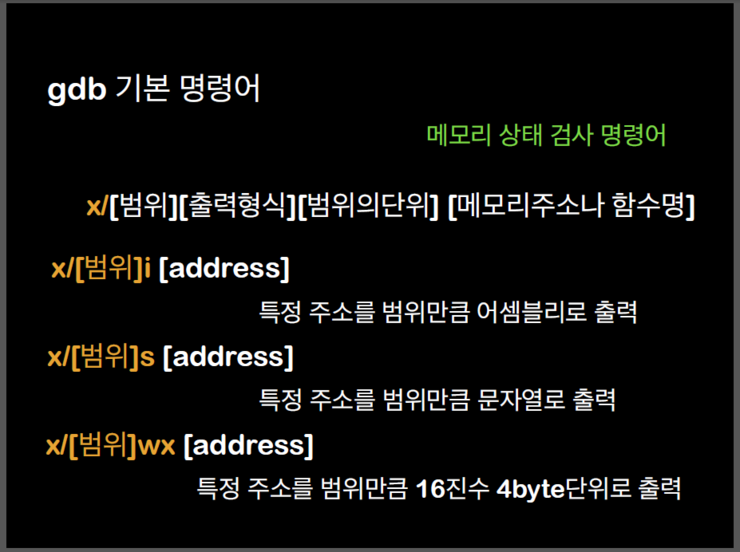 gdb 기본 명령어
메모리 상태 검사 명령어
x/[범위][출력형식][범위의단위] [메모리주소나 함수명]
x/[범위]i [address]
특정 주소를 범위만큼 어셈블리로 출력
x/[범위]s [address]
특정 주소를 범위만큼 문자열로 출력
x/[범위]wx [address]
특정 주소를 범위만큼 16진수 4byte단위로 출력